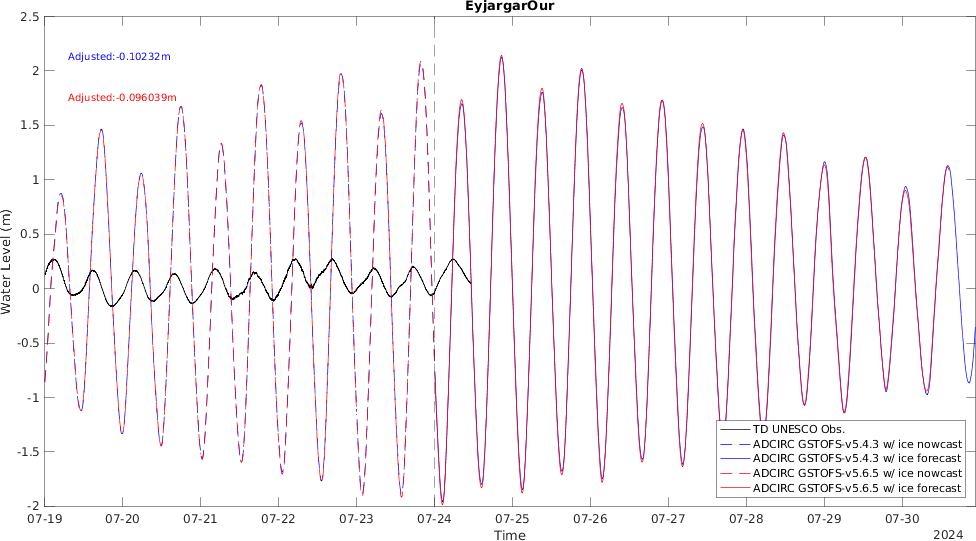 EyjargarOur
Adjusted:-0.10232m
Adjusted:-0.096039m
2.5
2
1.5
1
0.5
0
-0.5
-1
-1.5
-2
Water Level (m)
07-19 07-20 07-21 07-22 07-23 07-24 07-25 07-26 07-27 07-28 07-29 07-30
Time
2024
TD UNESCO Obs.
ADCIRC GSTOFS-v5.4.3 w/ ice nowcast
ADCIRC GSTOFS-v5.4.3 w/ ice forecast
ADCIRC GSTOFS-v5.6.5 w/ ice nowcast
ADCIRC GSTOFS-v5.6.5 w/ ice forecast